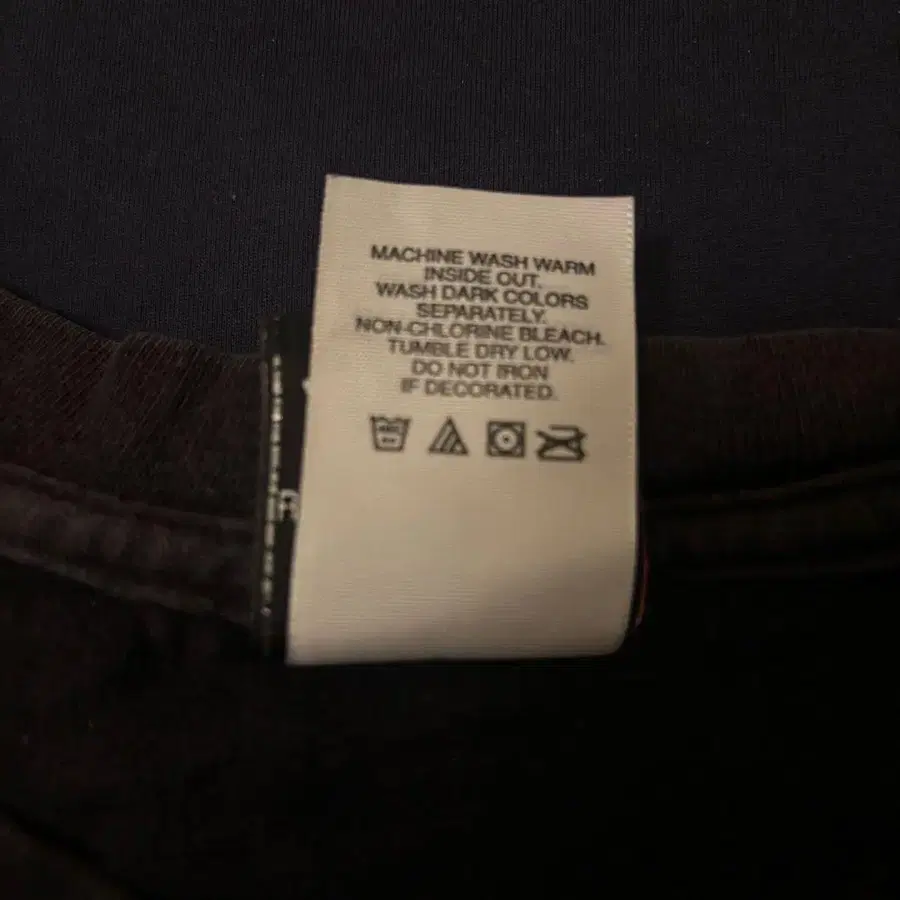 MACHINE WASH WARM
INSIDE OUT.
WASH DARK COLORS
SEPARATELY.
NON-CHLORINE BLEACH.
TUMBLE DRY LOW.
DO NOT IRON
IF DECORATED.
R